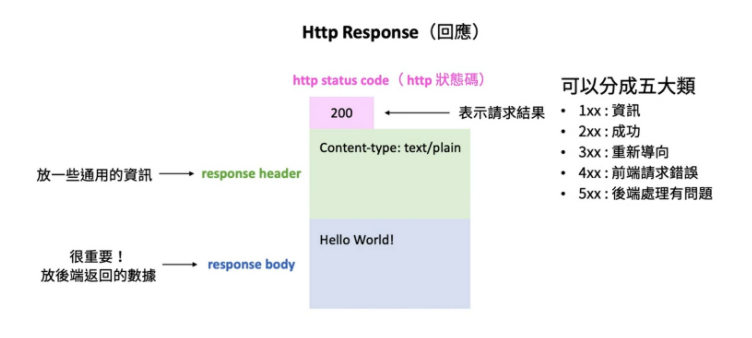 Http Response（回應）
http status code（ http 狀態碼）
200
表示請求結果
可以分成五大類
• 1xx : 資訊
• 2xx : 成功
• 3xx : 重新導向
• 4xx : 前端請求錯誤
• 5xx : 後端處理有問題
放一些通用的資訊
response header
Content-type: text/plain
很重要！
放後端返回的數據
response body
Hello World!